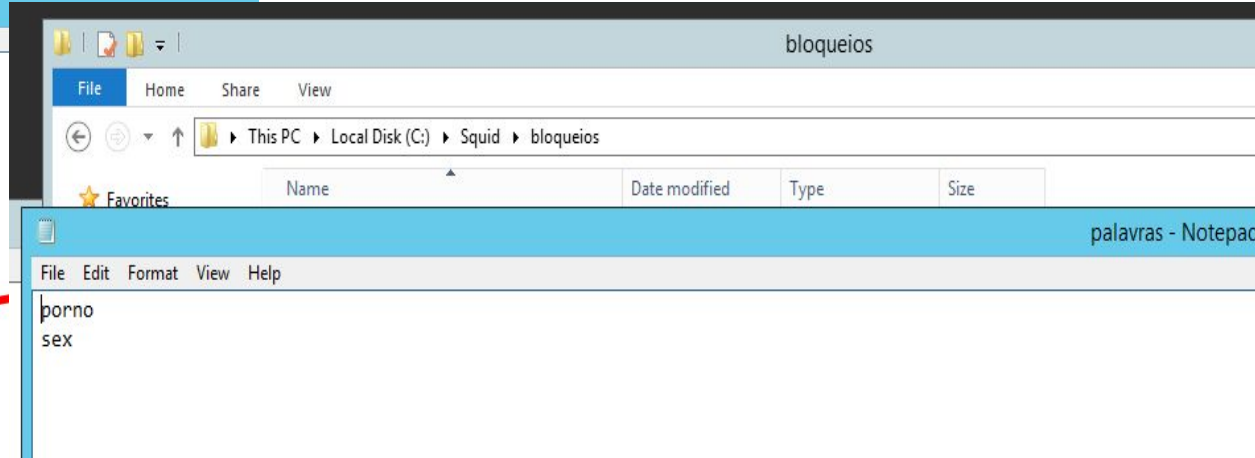 bloqueios
File Home Share View
This PC Local Disk (C:) Squid bloqueios
Favorites Name Date modified Type Size
palavras - Notepad
File Edit Format View Help
porno
sex